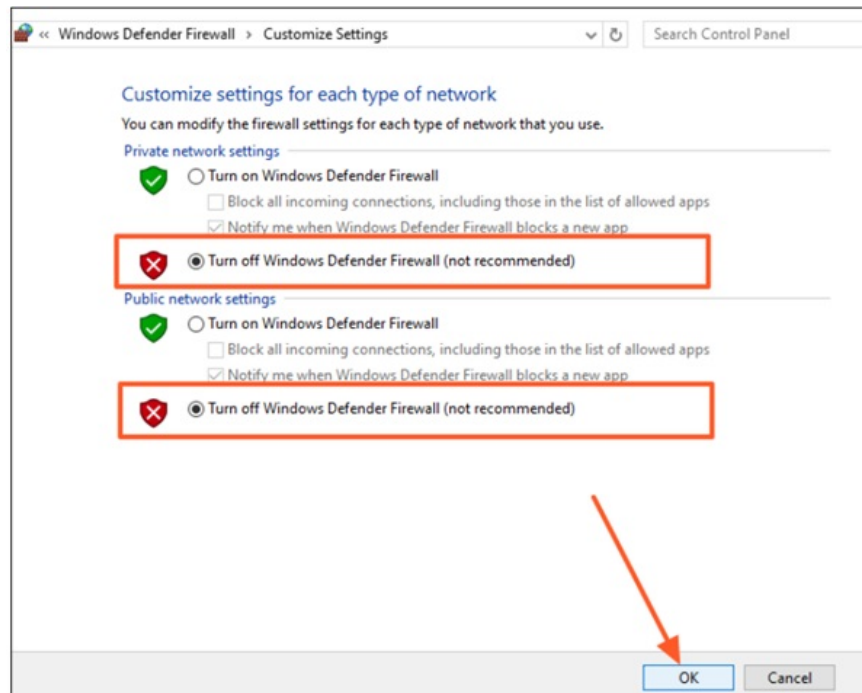 « Windows Defender Firewall › Customize Settings
Search Control Panel
Customize settings for each type of network
You can modify the firewall settings for each type of network that you use.
Private network settings
Turn on Windows Defender Firewall
Block all incoming connections, including those in the list of allowed apps
Notify me when Windows Defender Firewall blocks a new app
Turn off Windows Defender Firewall (not recommended)
Public network settings
Turn on Windows Defender Firewall
Block all incoming connections, including those in the list of allowed apps
Notify me when Windows Defender Firewall blocks a new app
Turn off Windows Defender Firewall (not recommended)
OK
Cancel